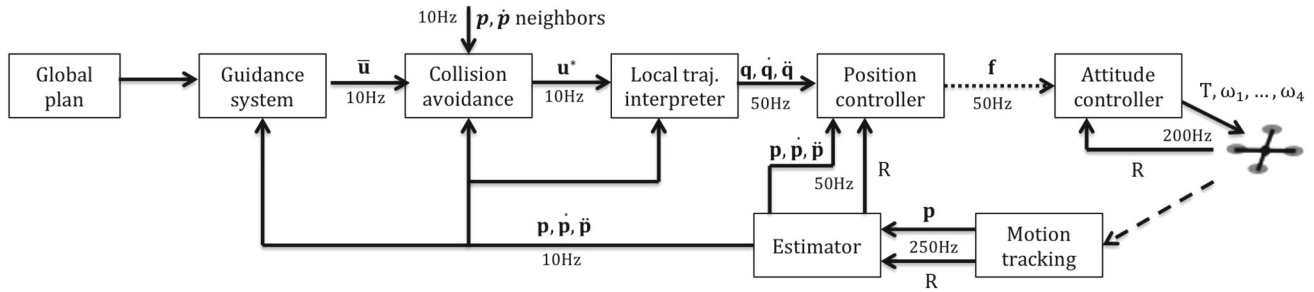 10Hz
𝒑, 𝒑̇ neighbors
Global
plan
Guidance
system
u̅
10Hz
Collision
avoidance
u*
10Hz
Local traj.
interpreter
q, q̇, q̈
50Hz
Position
controller
f
50Hz
Attitude
controller
T, ω₁, …, ω₄
200Hz
R
p, ṗ, p̈
50Hz
R
p, ṗ, p̈
10Hz
Estimator
p
250Hz
R
Motion
tracking